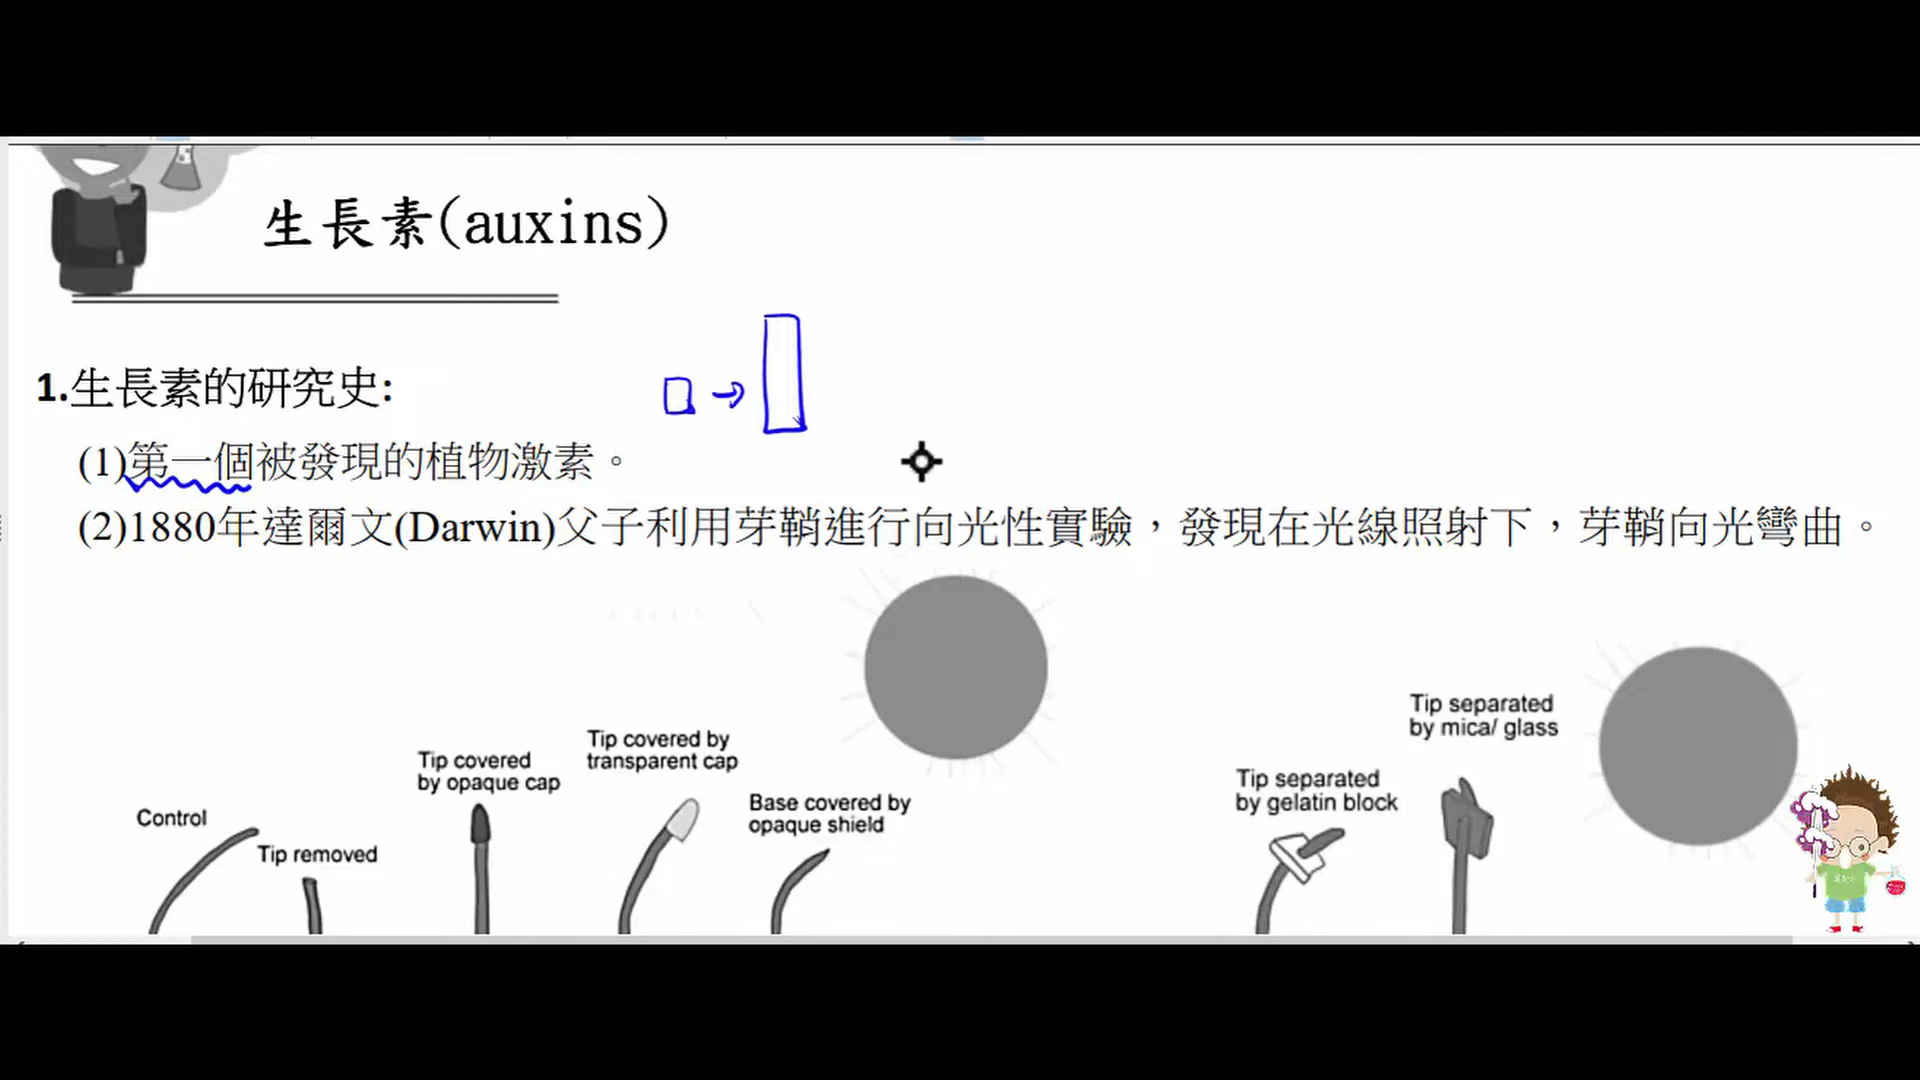 生長素(auxins)
1.生長素的研究史:
(1)第一個被發現的植物激素。
(2)1880年達爾文(Darwin)父子利用芽鞘進行向光性實驗，發現在光線照射下，芽鞘向光彎曲。
Control
Tip removed
Tip covered
by opaque cap
Tip covered by
transparent cap
Base covered by
opaque shield
Tip separated
by gelatin block
Tip separated
by mica/ glass